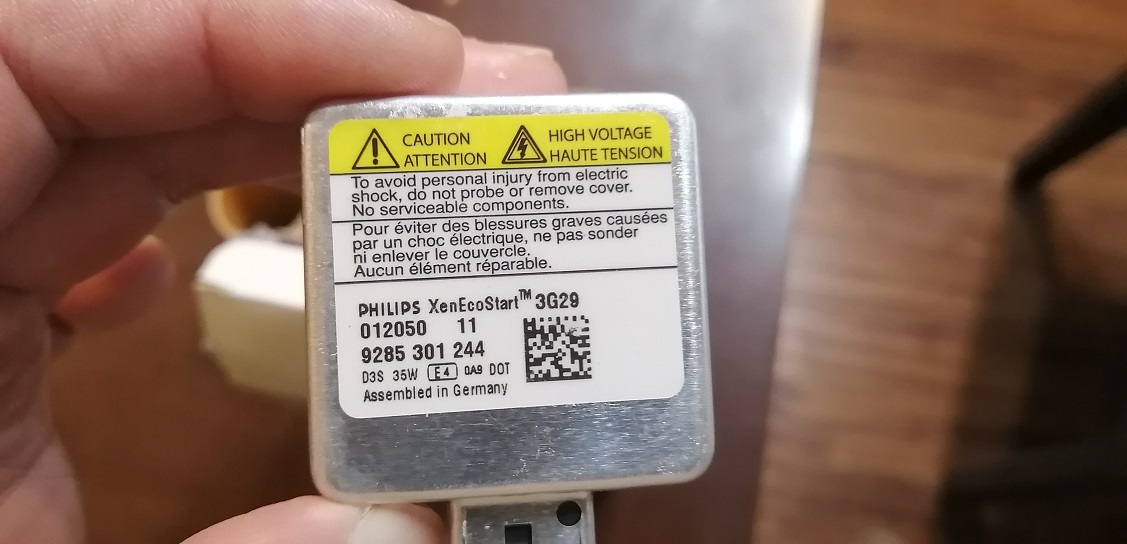 CAUTION
ATTENTION
HIGH VOLTAGE
HAUTE TENSION
To avoid personal injury from electric
shock, do not probe or remove cover.
No serviceable components.
Pour éviter des blessures graves causées
par un choc électrique, ne pas sonder
ni enlever le couvercle.
Aucun élément réparable.
PHILIPS XenEcoStart™ 3G29
012050 11
9285 301 244
D3S 35W E4 0A9 DOT
Assembled in Germany